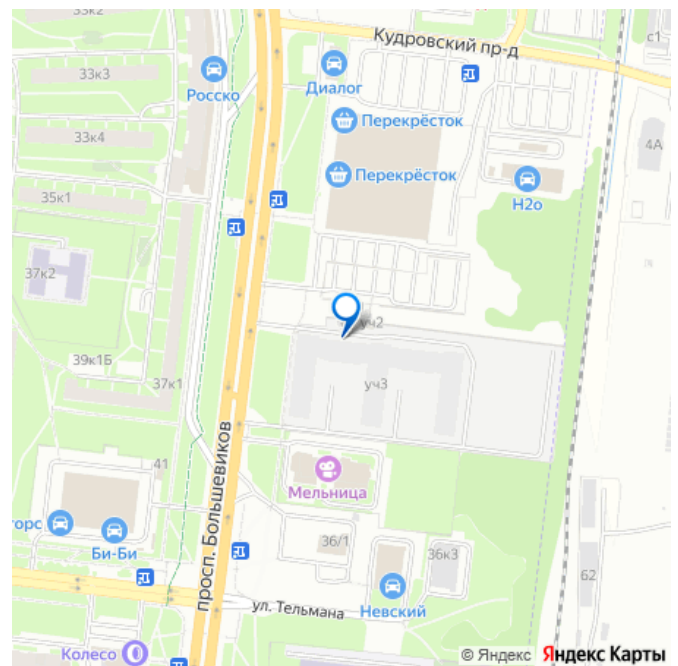 33к2
Кудровский пр-д
с1
33к3
Росско
Диалог
Перекрёсток
33к4
4А
Перекрёсток
35к1
Н2о
37к2
уч2
39к1Б
37к1
уч3
просп. Большевиков
41
Мельница
торс
Би-Би
36/1
36к3
62
ул. Тельмана
Невский
Колесо
© Яндекс Яндекс Карты